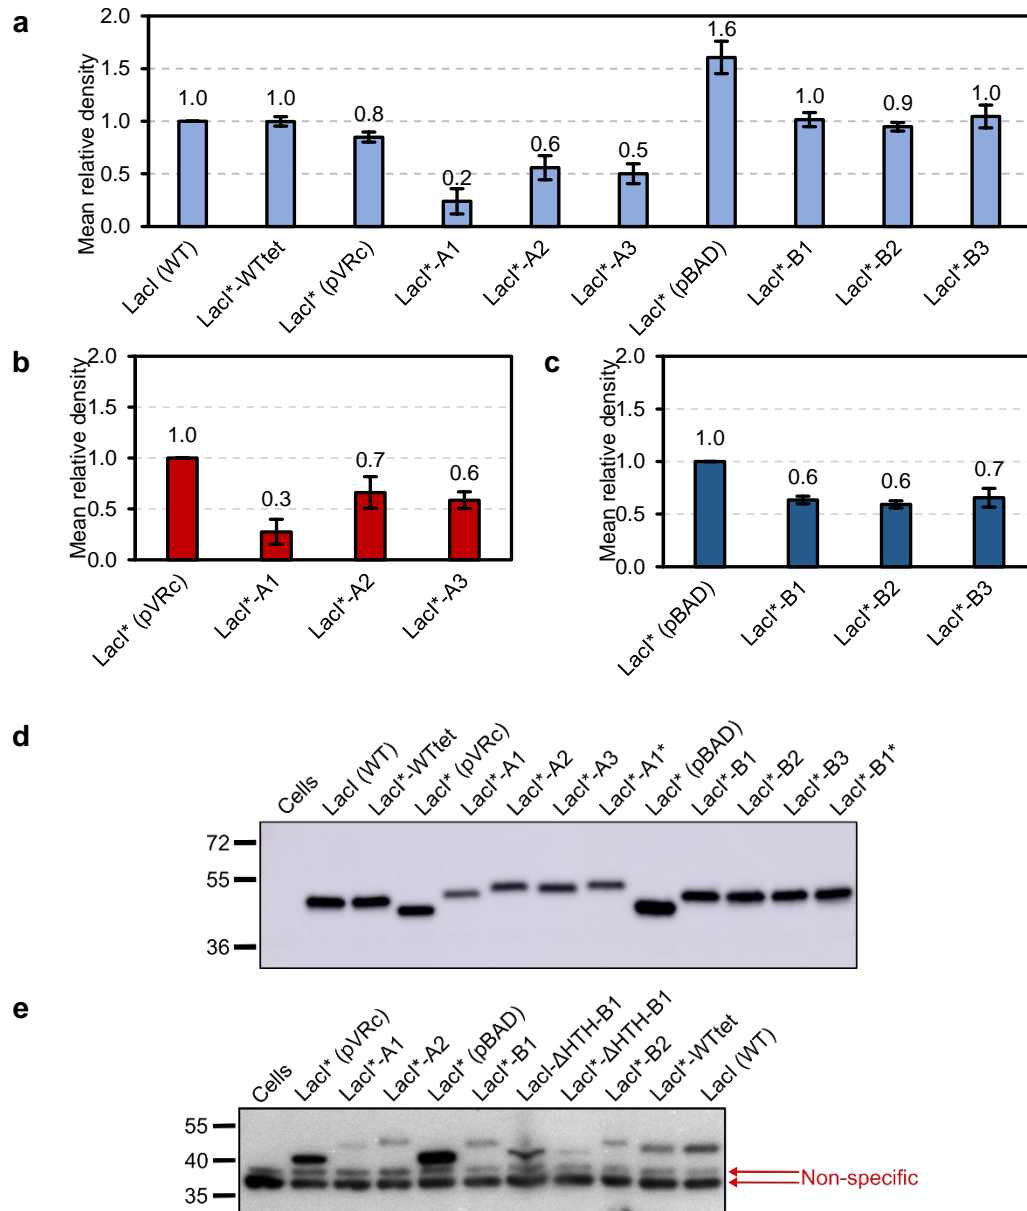 a
2.0
1.5
1.0
0.5
0.0
Mean relative density
1.0
1.0
0.8
0.2
0.6
0.5
1.6
1.0
0.9
1.0
LacI (WT)
LacI*-WTtet
LacI* (pVRc)
LacI*-A1
LacI*-A2
LacI*-A3
LacI* (pBAD)
LacI*-B1
LacI*-B2
LacI*-B3
b
2.0
1.5
1.0
0.5
0.0
Mean relative density
1.0
0.3
0.7
0.6
LacI* (pVRc)
LacI*-A1
LacI*-A2
LacI*-A3
c
2.0
1.5
1.0
0.5
0.0
Mean relative density
1.0
0.6
0.6
0.7
LacI* (pBAD)
LacI*-B1
LacI*-B2
LacI*-B3
d
Cells
LacI (WT)
LacI*-WTtet
LacI* (pVRc)
LacI*-A1
LacI*-A2
LacI*-A3
LacI*-A1*
LacI* (pBAD)
LacI*-B1
LacI*-B2
LacI*-B3
LacI*-B1*
72
55
36
e
Cells
LacI* (pVRc)
LacI*-A1
LacI*-A2
LacI* (pBAD)
LacI*-B1
LacI-ΔHTH-B1
LacI*-ΔHTH-B1
LacI*-B2
LacI*-WTtet
LacI (WT)
55
40
35
Non-specific